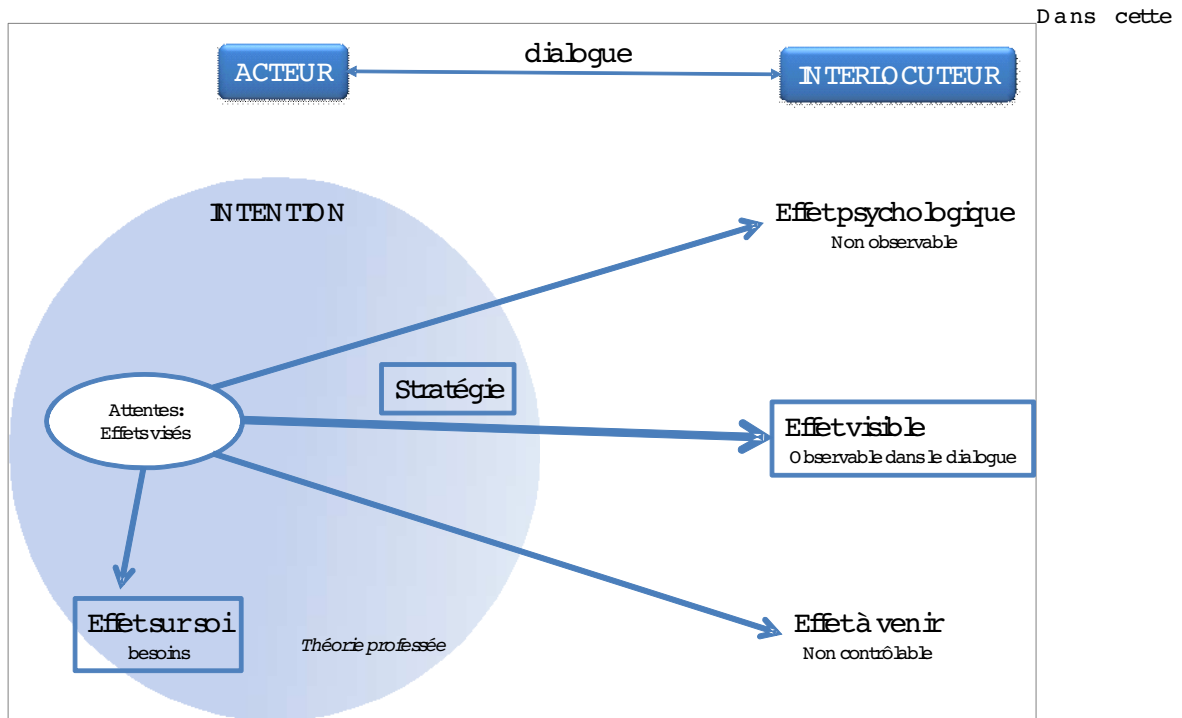 Dans cette
dialogue
ACTEUR
INTERLOCUTEUR
INTENTION
Effet psychologique
Non observable
Stratégie
Attentes:
Effets visés
Effet visible
Observable dans le dialogue
Effet sur soi
besoins
Théorie professée
Effet à venir
Non contrôlable